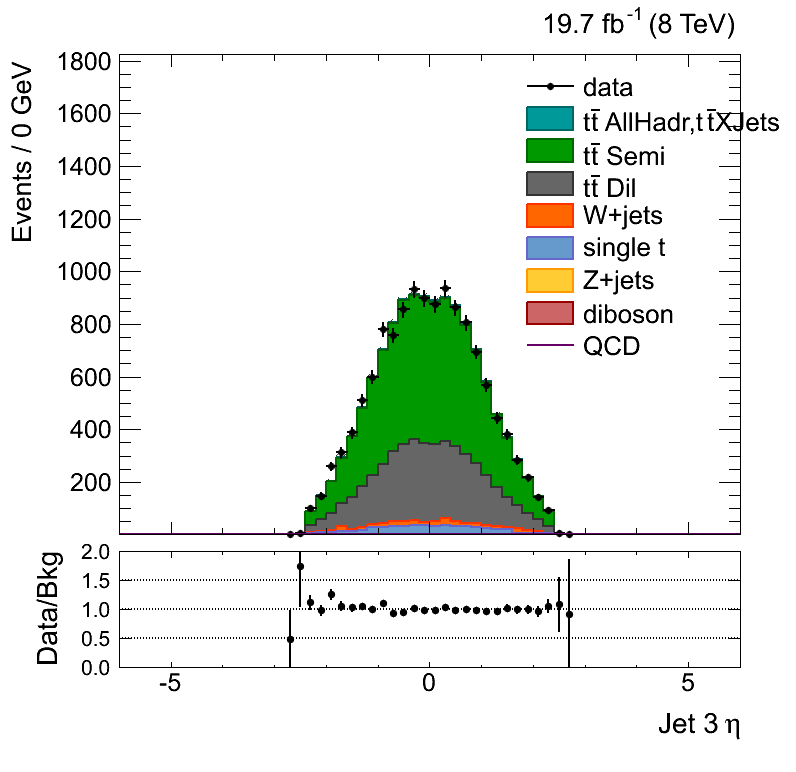 19.7 fb⁻¹ (8 TeV)
Events / 0 GeV
1800
1600
1400
1200
1000
800
600
400
200
data
tt̄ AllHadr,tt̄XJets
tt̄ Semi
tt̄ Dil
W+jets
single t
Z+jets
diboson
QCD
Data/Bkg
2.0
1.5
1.0
0.5
0.0
-5 0 5
Jet 3 η